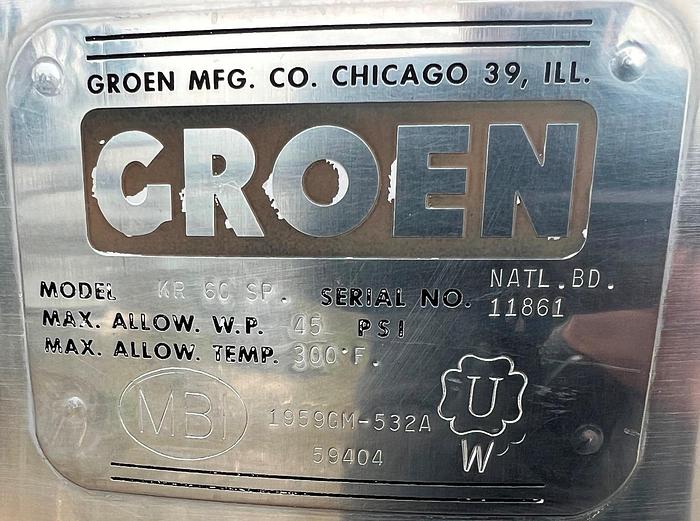 GROEN MFG. CO. CHICAGO 39, ILL.
GROEN
MODEL KR 60 SP. SERIAL NO. NATL.BD. 11861
MAX. ALLOW. W.P. 45 PSI
MAX. ALLOW. TEMP. 300°F.
MBI
1959GM-532A
59404
U
W